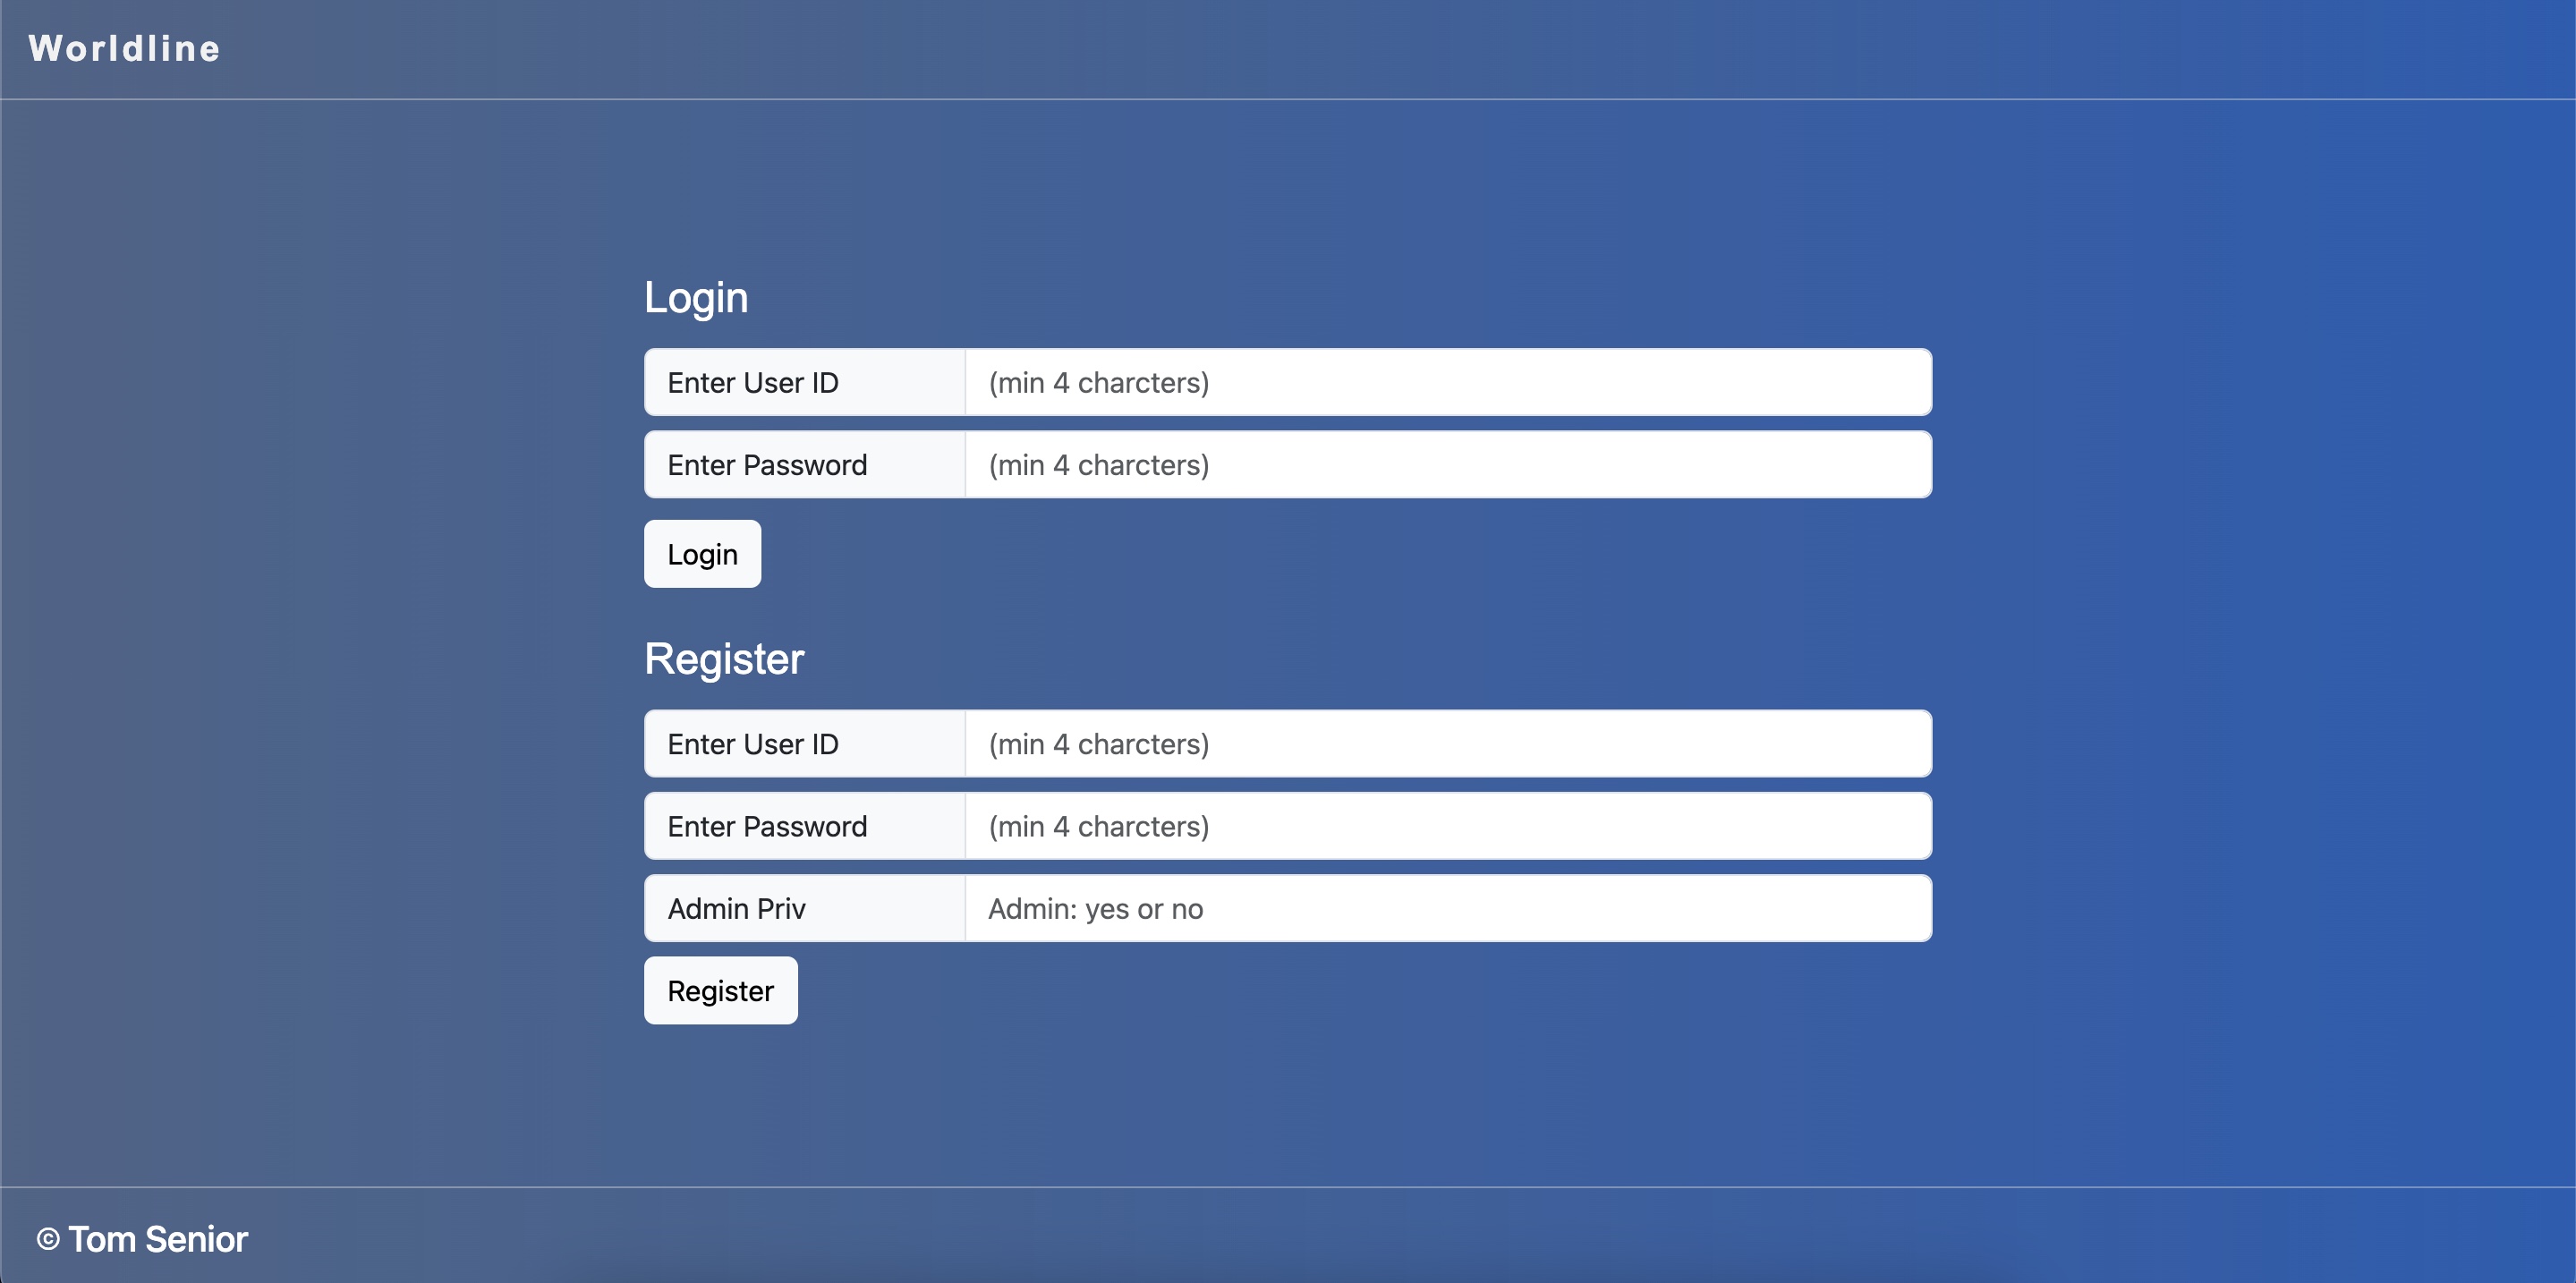 Worldline
Login
Enter User ID (min 4 charcters)
Enter Password (min 4 charcters)
Login
Register
Enter User ID (min 4 charcters)
Enter Password (min 4 charcters)
Admin Priv Admin: yes or no
Register
© Tom Senior